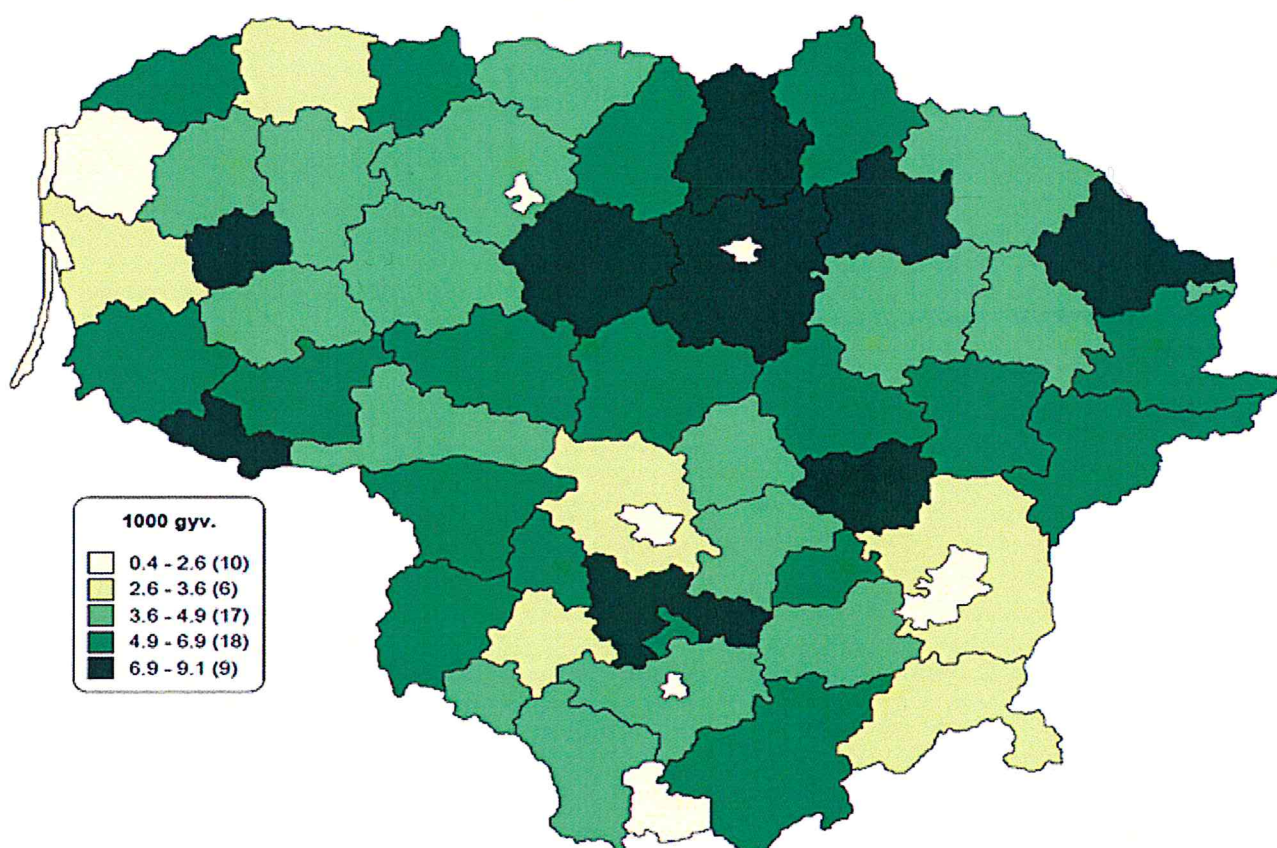 1000 gyv.
0.4 - 2.6 (10)
2.6 - 3.6 (6)
3.6 - 4.9 (17)
4.9 - 6.9 (18)
6.9 - 9.1 (9)